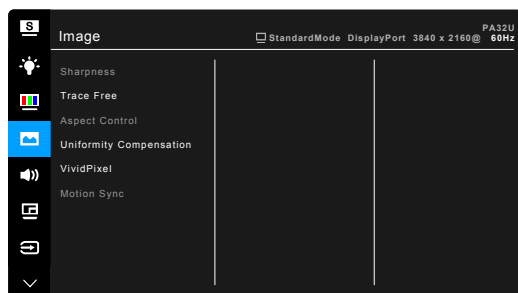 S
Image
PA32U
StandardMode DisplayPort 3840 x 2160@ 60Hz
Sharpness
Trace Free
Aspect Control
Uniformity Compensation
VividPixel
Motion Sync